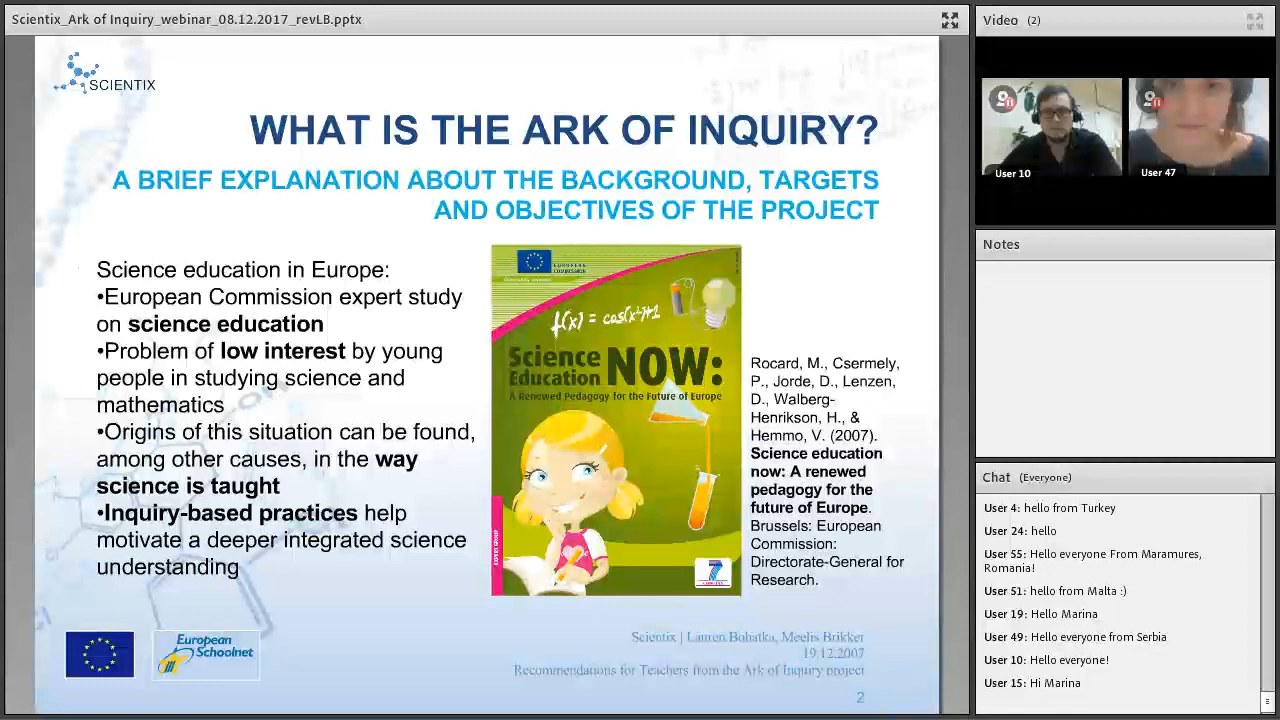 Scientix_Ark of Inquiry_webinar_08.12.2017_revLB.pptx
SCIENTIX
WHAT IS THE ARK OF INQUIRY?
A BRIEF EXPLANATION ABOUT THE BACKGROUND, TARGETS
AND OBJECTIVES OF THE PROJECT
Science education in Europe:
•European Commission expert study
on science education
•Problem of low interest by young
people in studying science and
mathematics
•Origins of this situation can be found,
among other causes, in the way
science is taught
•Inquiry-based practices help
motivate a deeper integrated science
understanding
EUROPEAN
COMMISSION
f(x) = cos(x²)+1
Science
Education NOW:
A Renewed Pedagogy for the Future of Europe
EXPERT GROUP
7
Rocard, M., Csermely,
P., Jorde, D., Lenzen,
D., Walberg-
Henrikson, H., &
Hemmo, V. (2007).
Science education
now: A renewed
pedagogy for the
future of Europe.
Brussels: European
Commission:
Directorate-General for
Research.
European
Schoolnet
Scientix | Lauren Bohatka, Meelis Brikker
19.12.2007
Recommendations for Teachers from the Ark of Inquiry project
2
Video (2)
User 10
User 47
Notes
Chat (Everyone)
User 4: hello from Turkey
User 24: hello
User 55: Hello everyone From Maramures,
Romania!
User 51: hello from Malta :)
User 19: Hello Marina
User 49: Hello everyone from Serbia
User 10: Hello everyone!
User 15: Hi Marina